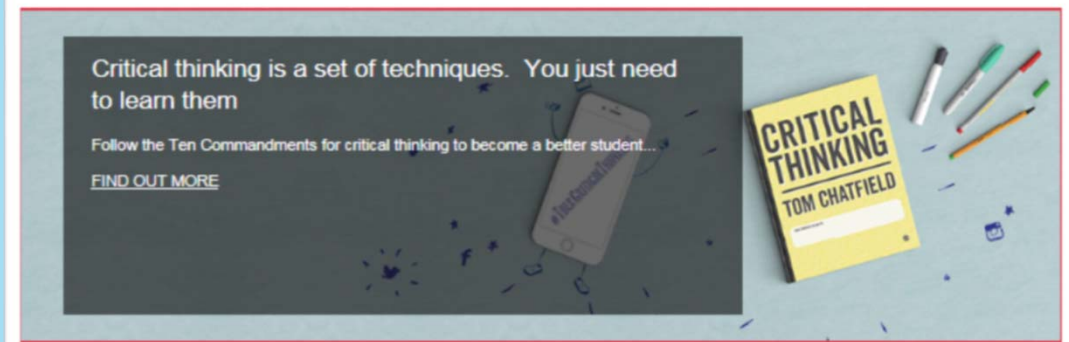 Critical thinking is a set of techniques.  You just need
to learn them
Follow the Ten Commandments for critical thinking to become a better student...
FIND OUT MORE
CRITICAL
THINKING
TOM CHATFIELD